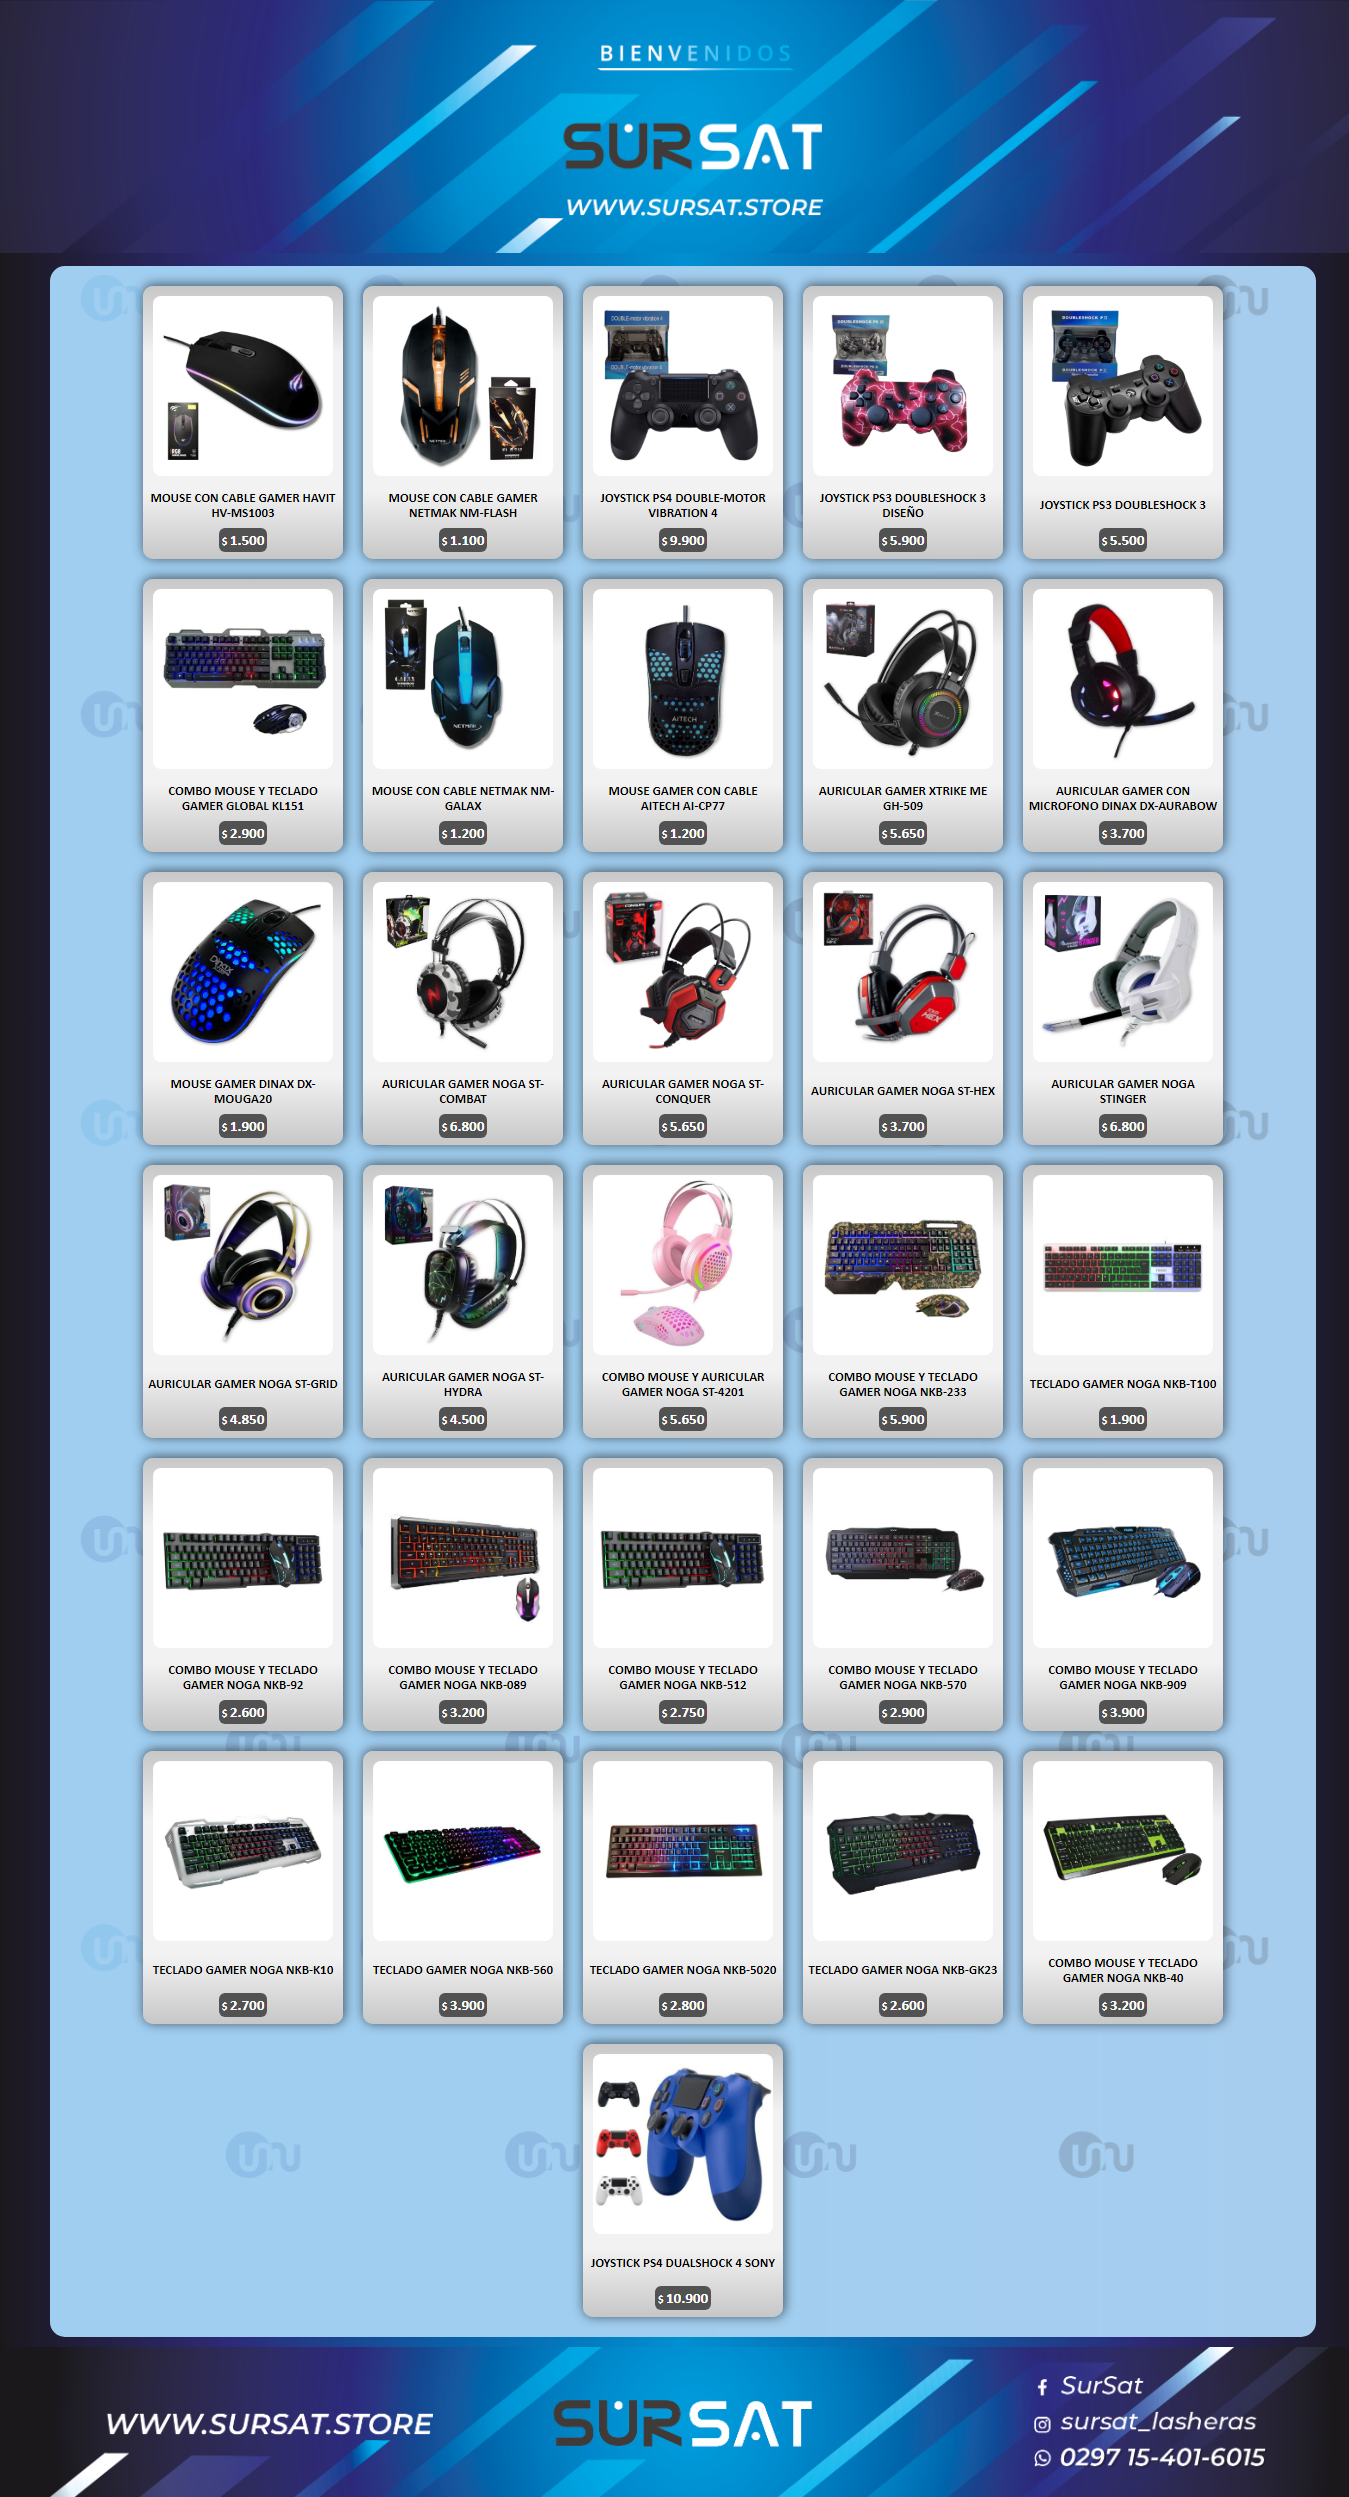 BIENVENIDOS
SURSAT
WWW.SURSAT.STORE
MOUSE CON CABLE GAMER HAVIT
HV-MS1003
$ 1.500
MOUSE CON CABLE GAMER
NETMAK NM-FLASH
$ 1.100
JOYSTICK PS4 DOUBLE-MOTOR
VIBRATION 4
$ 9.900
JOYSTICK PS3 DOUBLESHOCK 3
DISEÑO
$ 5.900
JOYSTICK PS3 DOUBLESHOCK 3
$ 5.500
COMBO MOUSE Y TECLADO
GAMER GLOBAL KL151
$ 2.900
MOUSE CON CABLE NETMAK NM-
GALAX
$ 1.200
MOUSE GAMER CON CABLE
AITECH AI-CP77
$ 1.200
AURICULAR GAMER XTRIKE ME
GH-509
$ 5.650
AURICULAR GAMER CON
MICROFONO DINAX DX-AURABOW
$ 3.700
MOUSE GAMER DINAX DX-
MOUGA20
$ 1.900
AURICULAR GAMER NOGA ST-
COMBAT
$ 6.800
AURICULAR GAMER NOGA ST-
CONQUER
$ 5.650
AURICULAR GAMER NOGA ST-HEX
$ 3.700
AURICULAR GAMER NOGA
STINGER
$ 6.800
AURICULAR GAMER NOGA ST-GRID
$ 4.850
AURICULAR GAMER NOGA ST-
HYDRA
$ 4.500
COMBO MOUSE Y AURICULAR
GAMER NOGA ST-4201
$ 5.650
COMBO MOUSE Y TECLADO
GAMER NOGA NKB-233
$ 5.900
TECLADO GAMER NOGA NKB-T100
$ 1.900
COMBO MOUSE Y TECLADO
GAMER NOGA NKB-92
$ 2.600
COMBO MOUSE Y TECLADO
GAMER NOGA NKB-089
$ 3.200
COMBO MOUSE Y TECLADO
GAMER NOGA NKB-512
$ 2.750
COMBO MOUSE Y TECLADO
GAMER NOGA NKB-570
$ 2.900
COMBO MOUSE Y TECLADO
GAMER NOGA NKB-909
$ 3.900
TECLADO GAMER NOGA NKB-K10
$ 2.700
TECLADO GAMER NOGA NKB-560
$ 3.900
TECLADO GAMER NOGA NKB-5020
$ 2.800
TECLADO GAMER NOGA NKB-GK23
$ 2.600
COMBO MOUSE Y TECLADO
GAMER NOGA NKB-40
$ 3.200
JOYSTICK PS4 DUALSHOCK 4 SONY
$ 10.900
WWW.SURSAT.STORE
SURSAT
SurSat
sursat_lasheras
0297 15-401-6015